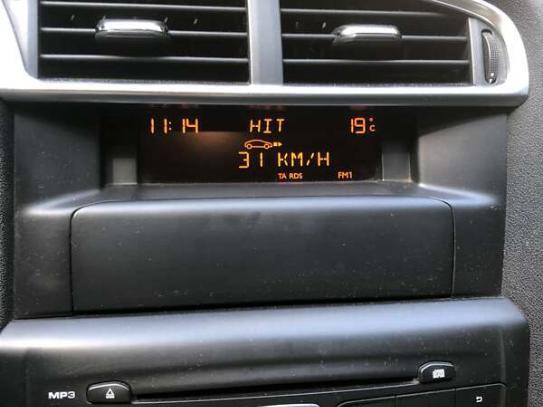 11:14 HIT 19°C
31 KM/H
TA RDS FM1
MP3